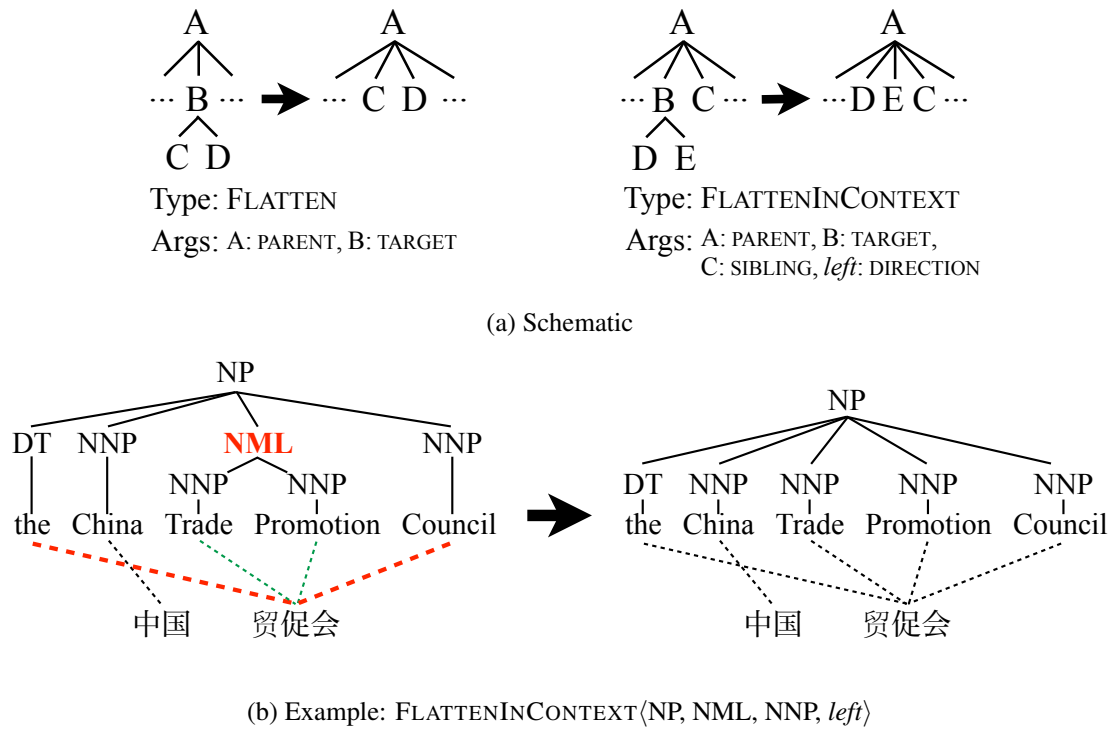 A A A A
··· B ··· ··· C D ··· ··· B C ··· ··· D E C ···
C D D E
Type: FLATTEN Type: FLATTENINCONTEXT
Args: A: PARENT, B: TARGET Args: A: PARENT, B: TARGET,
C: SIBLING, left: DIRECTION
(a) Schematic
NP NP
DT NNP NML NNP
NNP NNP DT NNP NNP NNP NNP
the China Trade Promotion Council the China Trade Promotion Council
中国 贸促会 中国 贸促会
(b) Example: FLATTENINCONTEXT⟨NP, NML, NNP, left⟩